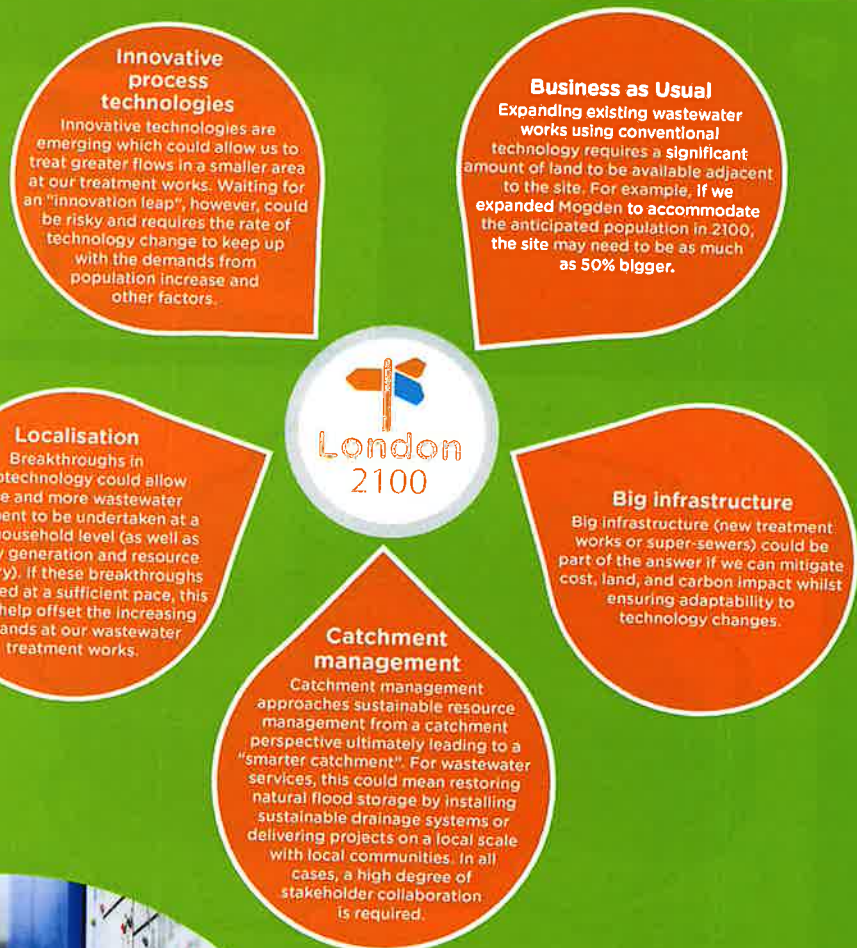 Innovative
process
technologies
Innovative technologies are
emerging which could allow us to
treat greater flows in a smaller area
at our treatment works. Waiting for
an "innovation leap", however, could
be risky and requires the rate of
technology change to keep up
with the demands from
population increase and
other factors.
Business as Usual
Expanding existing wastewater
works using conventional
technology requires a significant
amount of land to be available adjacent
to the site. For example, if we
expanded Mogden to accommodate
the anticipated population in 2100,
the site may need to be as much
as 50% bigger.
London
2100
Localisation
Breakthroughs in
technology could allow
and more wastewater
to be undertaken at a
household level (as well as
generation and resource
If these breakthroughs
at a sufficient pace, this
help offset the increasing
at our wastewater
treatment works.
Big infrastructure
Big infrastructure (new treatment
works or super-sewers) could be
part of the answer if we can mitigate
cost, land, and carbon impact whilst
ensuring adaptability to
technology changes.
Catchment
management
Catchment management
approaches sustainable resource
management from a catchment
perspective ultimately leading to a
"smarter catchment". For wastewater
services, this could mean restoring
natural flood storage by installing
sustainable drainage systems or
delivering projects on a local scale
with local communities. In all
cases, a high degree of
stakeholder collaboration
is required.